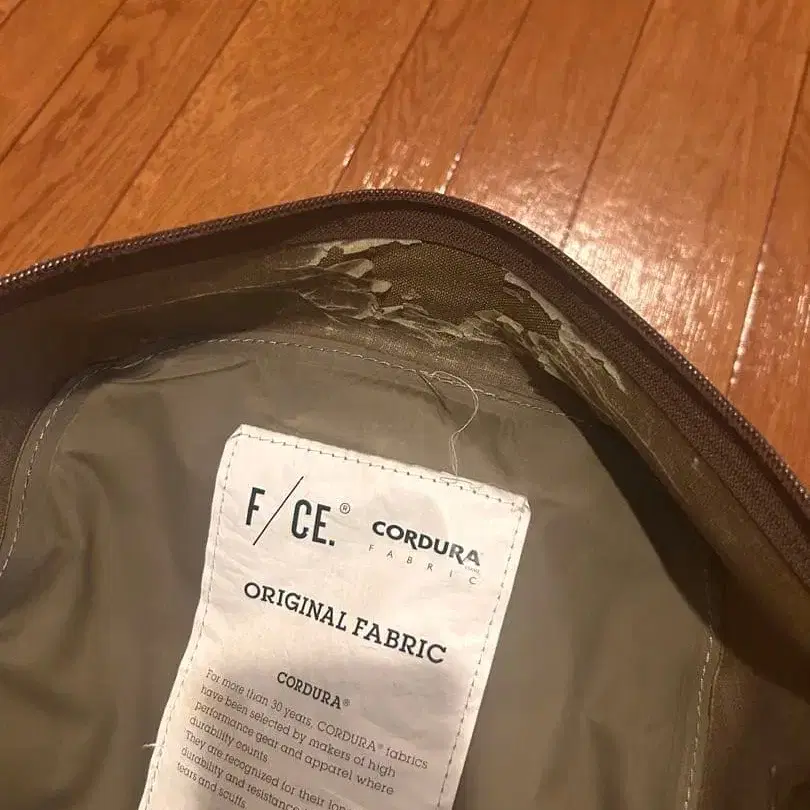 F/CE.®
CORDURA
FABRIC
ORIGINAL FABRIC
CORDURA®
For more than 30 years, CORDURA® fabrics
have been selected by makers of high
performance gear and apparel where
durability counts
They are recognized for their
durability and resistance
tears and scuffs.